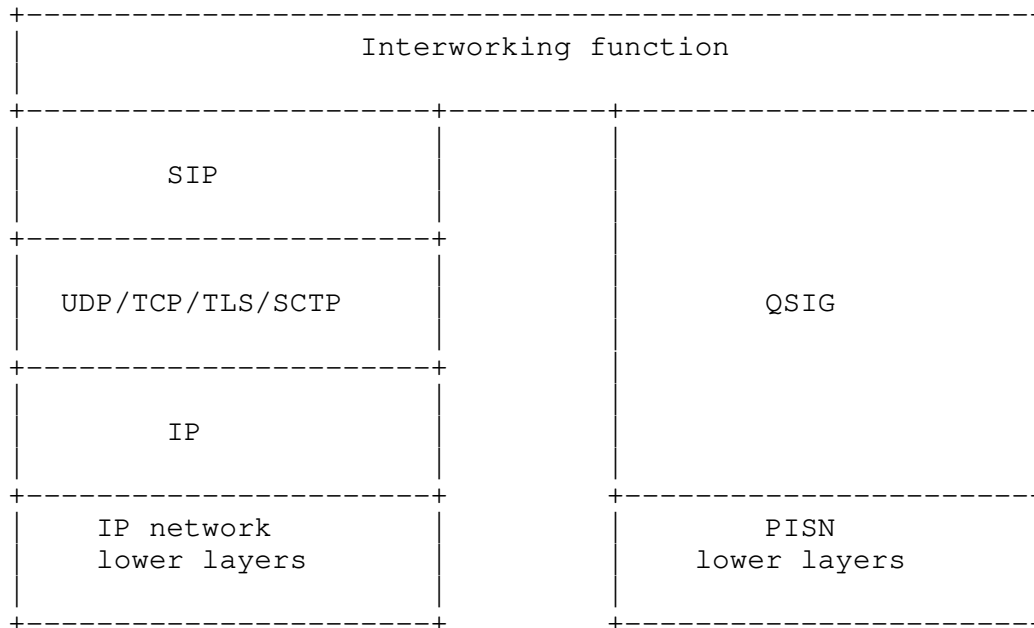 Interworking function
SIP
UDP/TCP/TLS/SCTP
QSIG
IP
IP network
lower layers
PISN
lower layers